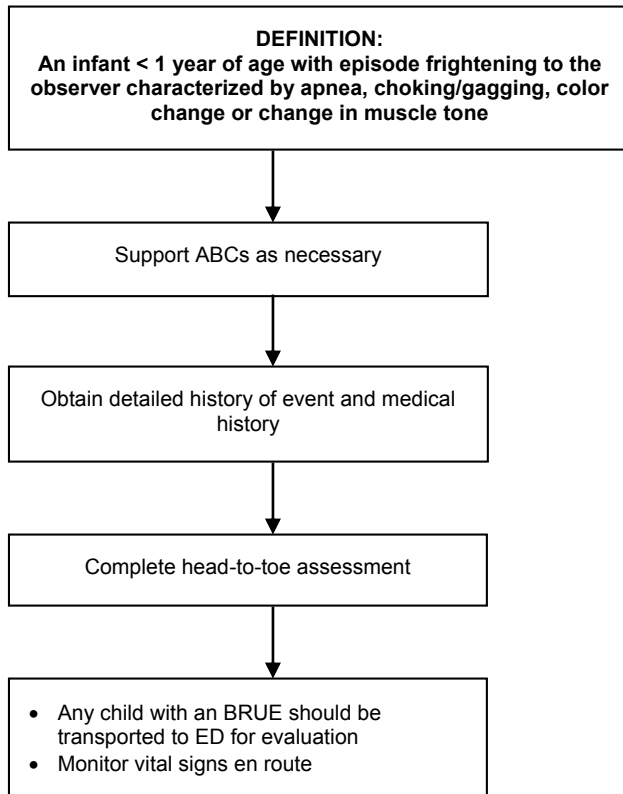 DEFINITION:
An infant < 1 year of age with episode frightening to the
observer characterized by apnea, choking/gagging, color
change or change in muscle tone
Support ABCs as necessary
Obtain detailed history of event and medical
history
Complete head-to-toe assessment
• Any child with an BRUE should be
transported to ED for evaluation
• Monitor vital signs en route